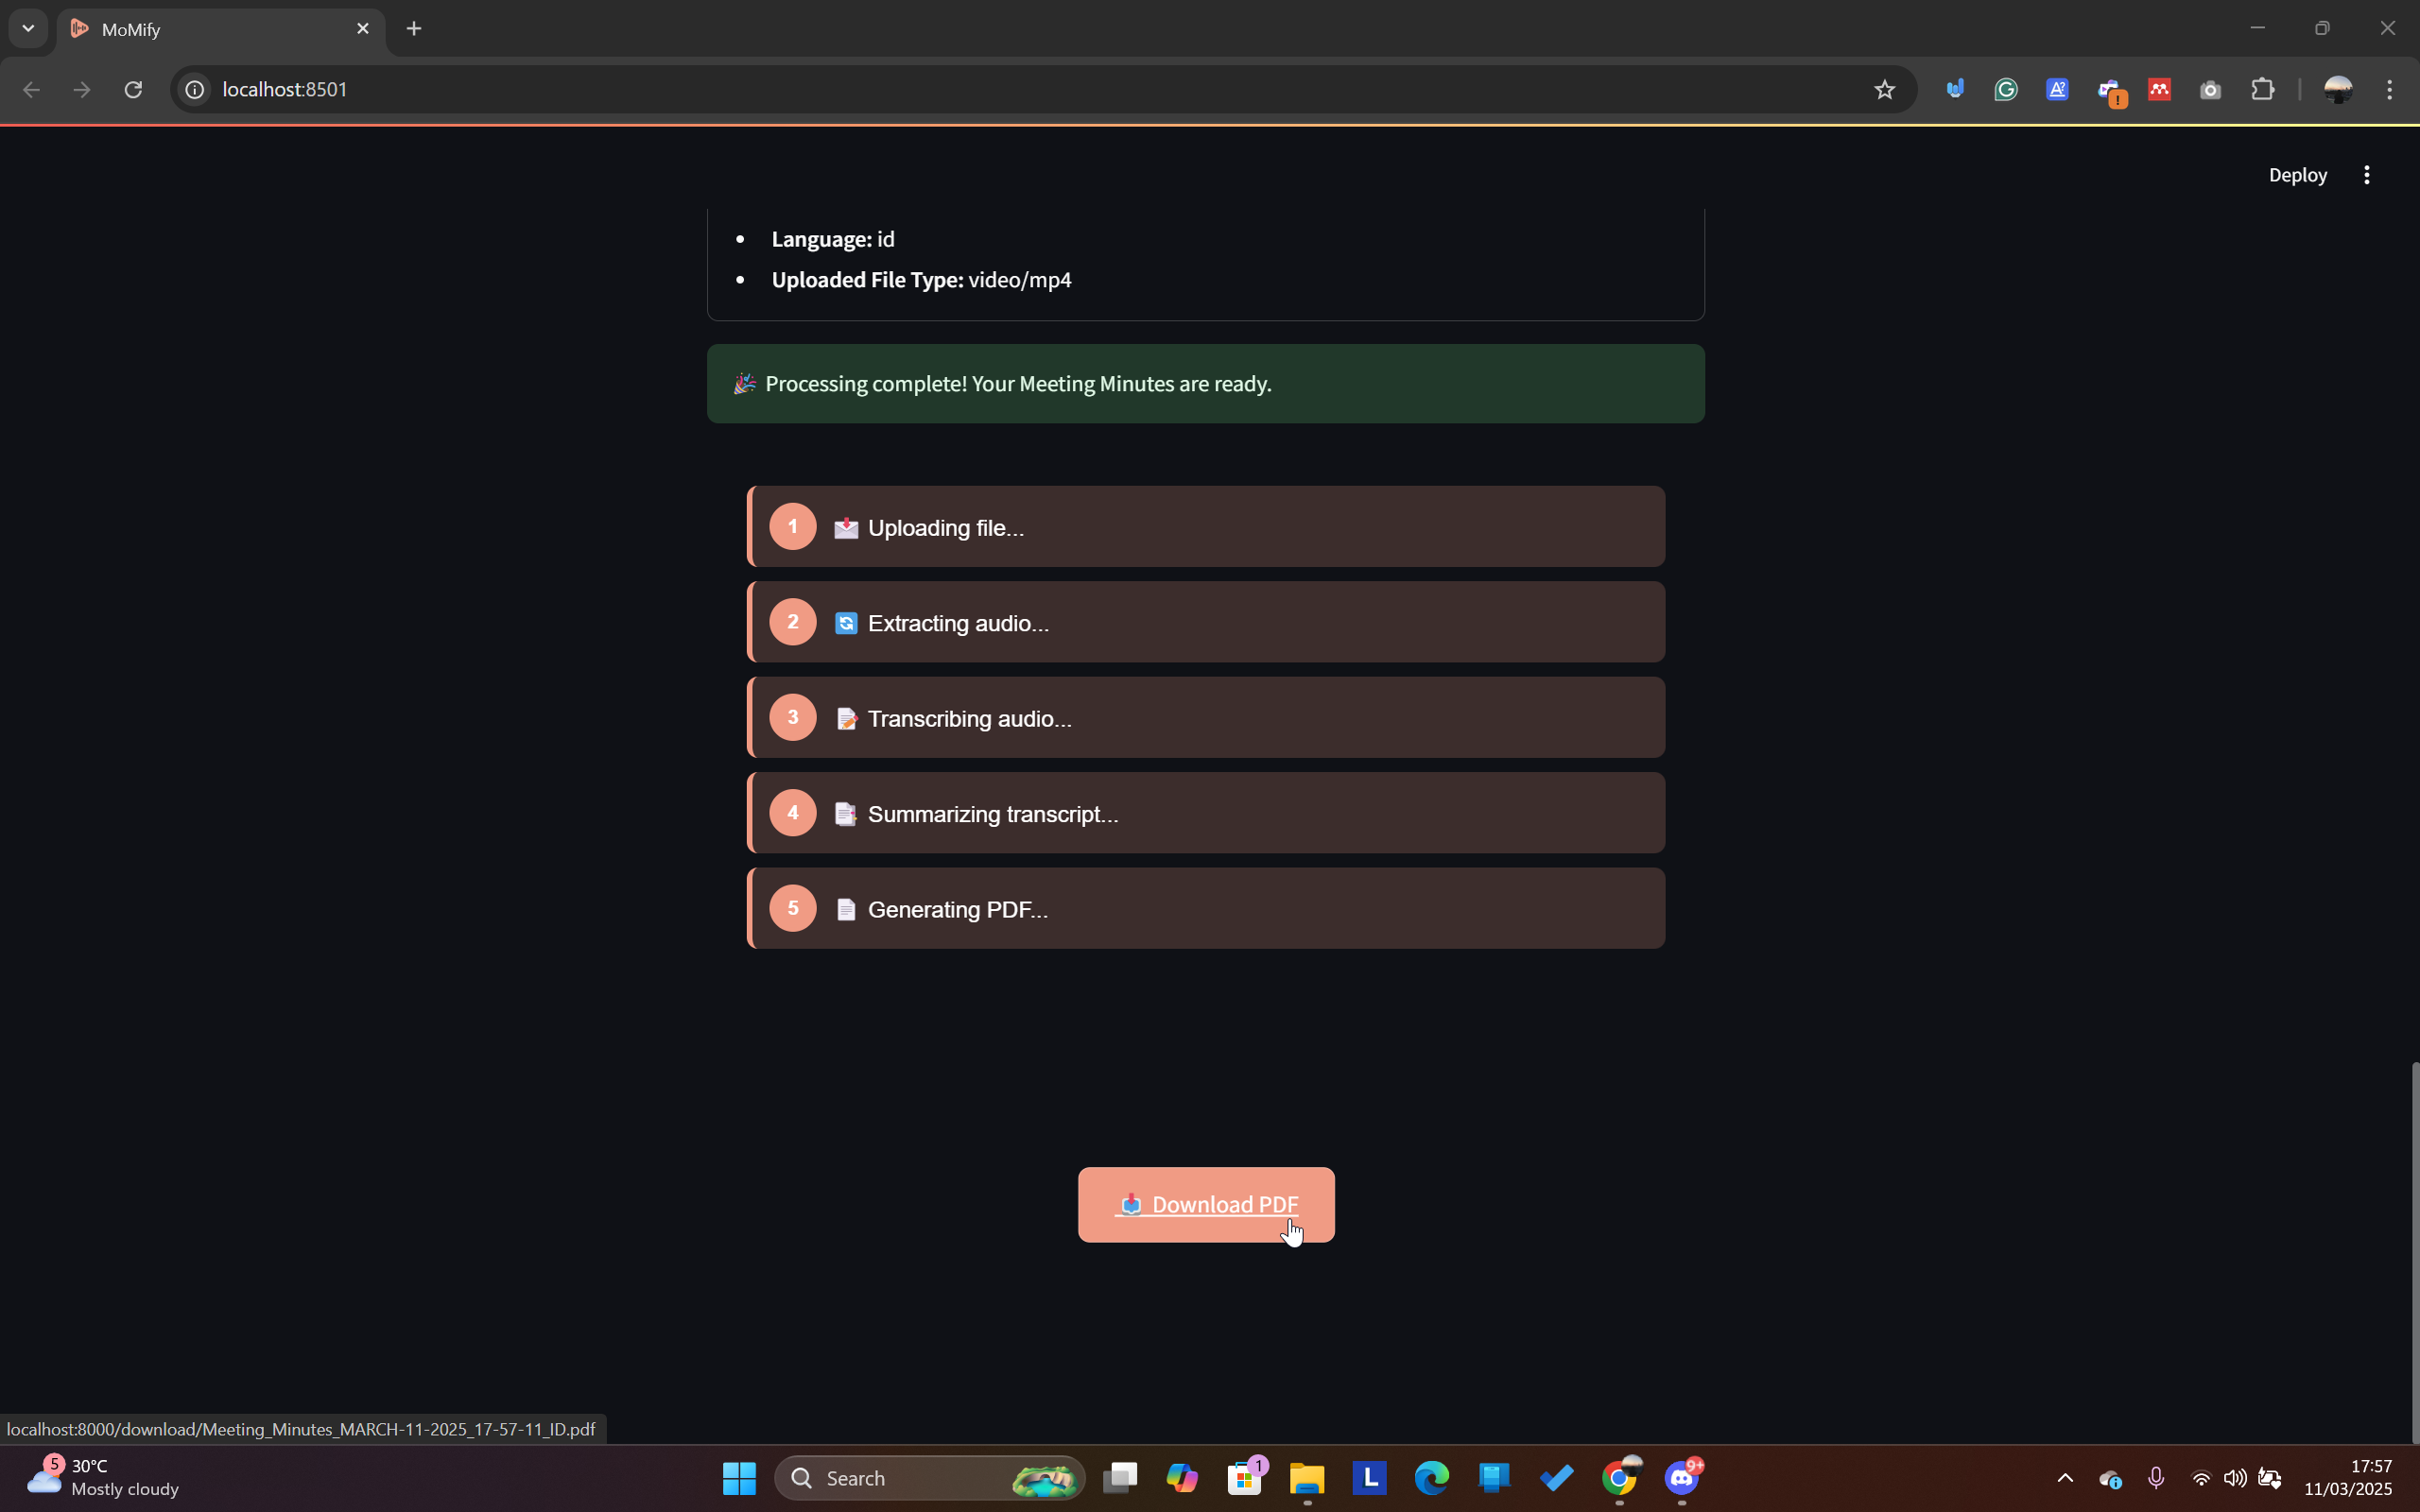 MoMify
localhost:8501
Deploy
• Language: id
• Uploaded File Type: video/mp4
🎉 Processing complete! Your Meeting Minutes are ready.
1 📩 Uploading file...
2 🔄 Extracting audio...
3 📝 Transcribing audio...
4 📑 Summarizing transcript...
5 📄 Generating PDF...
📥 Download PDF
localhost:8000/download/Meeting_Minutes_MARCH-11-2025_17-57-11_ID.pdf
5
30°C
Mostly cloudy
Search
1
L
9+
17:57
11/03/2025